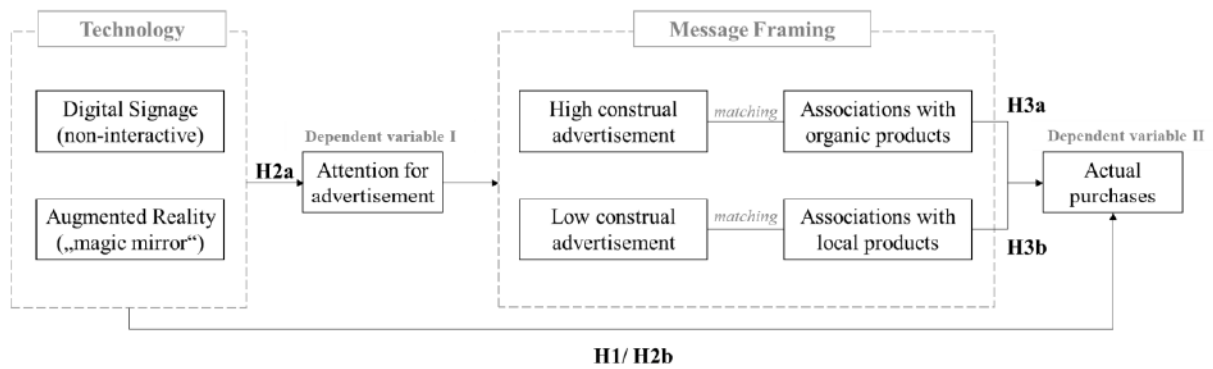 Technology
Digital Signage
(non-interactive)
Augmented Reality
(„magic mirror“)
H2a
Dependent variable I
Attention for
advertisement
Message Framing
High construal
advertisement
matching
Associations with
organic products
Low construal
advertisement
matching
Associations with
local products
H3a
H3b
Dependent variable II
Actual
purchases
H1/ H2b